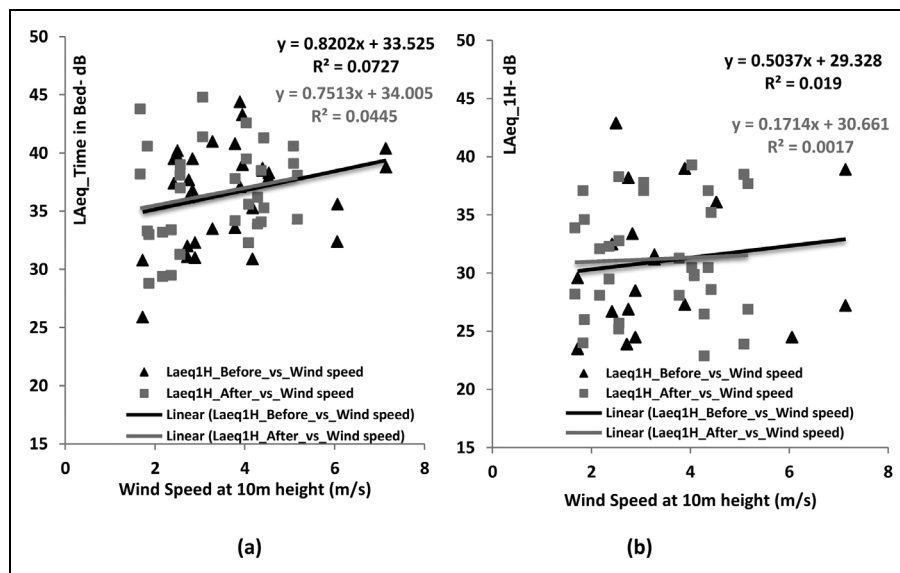 50
45
40
35
30
25
20
15
LAeq_Time in Bed- dB
y = 0.8202x + 33.525
R² = 0.0727
y = 0.7513x + 34.005
R² = 0.0445
Laeq1H_Before_vs_Wind speed
Laeq1H_After_vs_Wind speed
Linear (Laeq1H_Before_vs_Wind speed)
Linear (Laeq1H_After_vs_Wind speed)
0 2 4 6 8
Wind Speed at 10m height (m/s)
(a)
50
45
40
35
30
25
20
15
LAeq_1H- dB
y = 0.5037x + 29.328
R² = 0.019
y = 0.1714x + 30.661
R² = 0.0017
Laeq1H_Before_vs_Wind speed
Laeq1H_After_vs_Wind speed
Linear (Laeq1H_Before_vs_Wind speed)
Linear (Laeq1H_After_vs_Wind speed)
0 2 4 6 8
Wind Speed at 10m height (m/s)
(b)